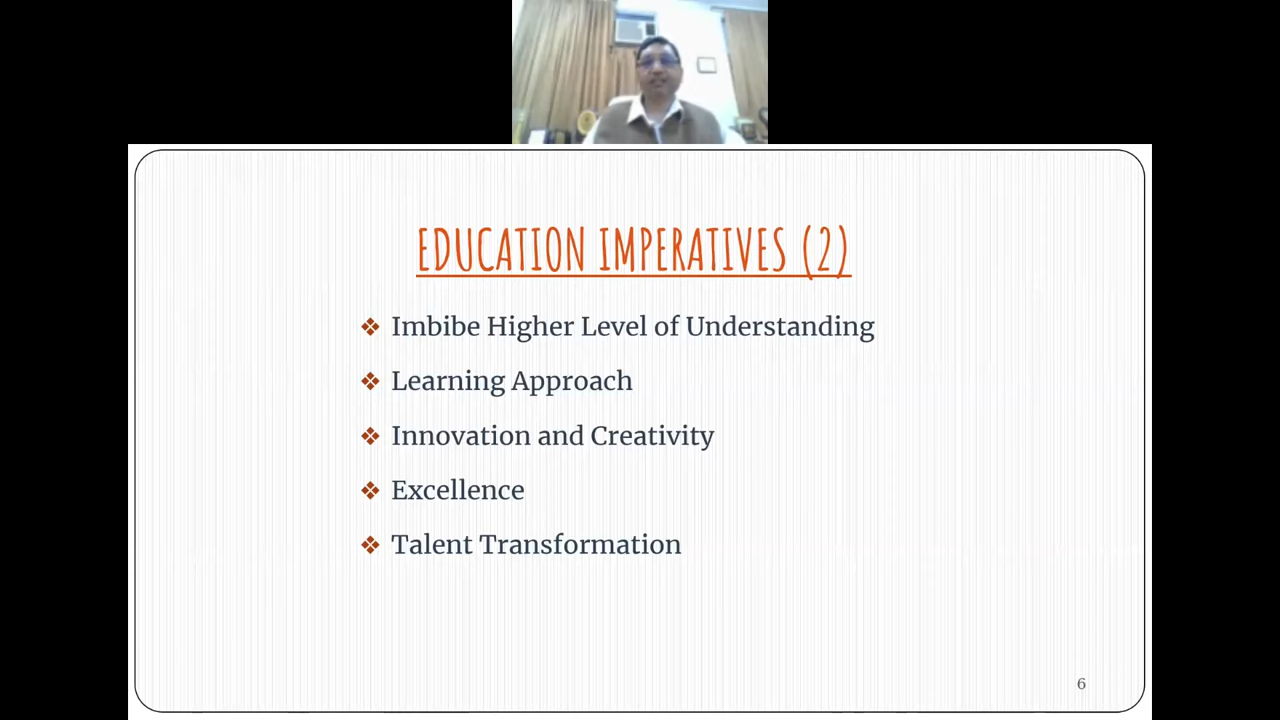 EDUCATION IMPERATIVES (2)
❖ Imbibe Higher Level of Understanding
❖ Learning Approach
❖ Innovation and Creativity
❖ Excellence
❖ Talent Transformation
6